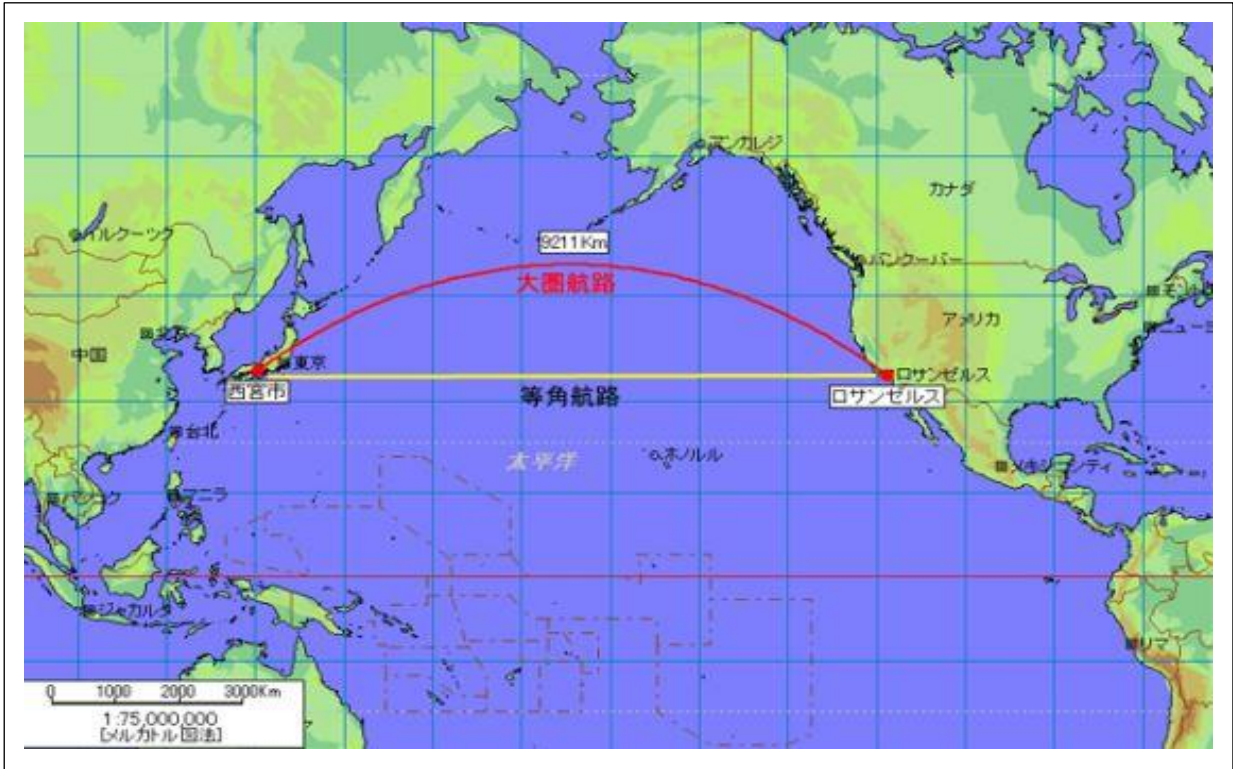 アンカレジ
カナダ
イルクーツク
9211Km
バンクーバー
大圏航路
アメリカ
北京
中国
東京
ロサンゼルス
西宮市
等角航路
ロサンゼルス
台北
太平洋
ホノルル
メキシコシティ
バンコク
マニラ
ジャカルタ
リマ
0 1000 2000 3000Km
1:75,000,000
[メルカトル図法]